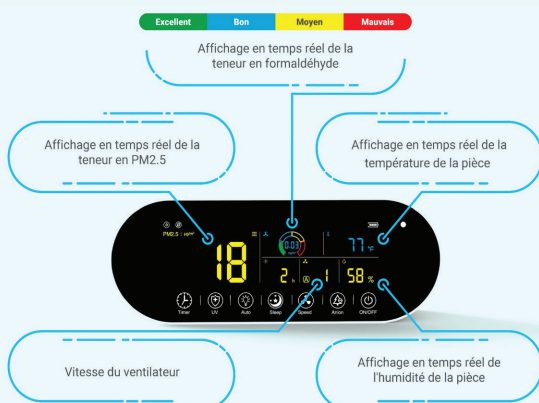 Excellent
Bon
Moyen
Mauvais
Affichage en temps réel de la
teneur en formaldéhyde
Affichage en temps réel de la
teneur en PM2.5
Affichage en temps réel de la
température de la pièce
PM2.5 µg/m³
18
0.03
77 °F
2 h
A 1
58 %
Timer
UV
Auto
Sleep
Speed
Anion
ON/OFF
Vitesse du ventilateur
Affichage en temps réel de
l'humidité de la pièce